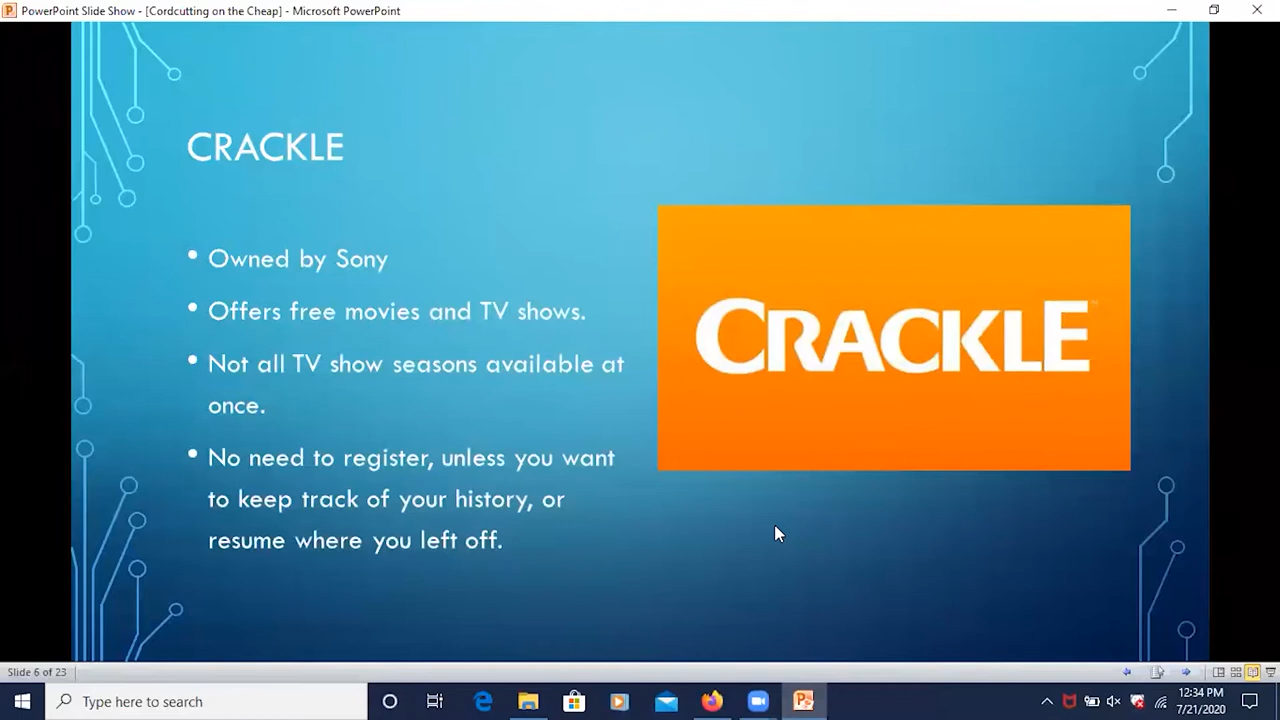 PowerPoint Slide Show - [Cordcutting on the Cheap] - Microsoft PowerPoint
CRACKLE
• Owned by Sony
• Offers free movies and TV shows.
• Not all TV show seasons available at
once.
• No need to register, unless you want
to keep track of your history, or
resume where you left off.
CRACKLE
Slide 6 of 23
Type here to search
12:34 PM
7/21/2020